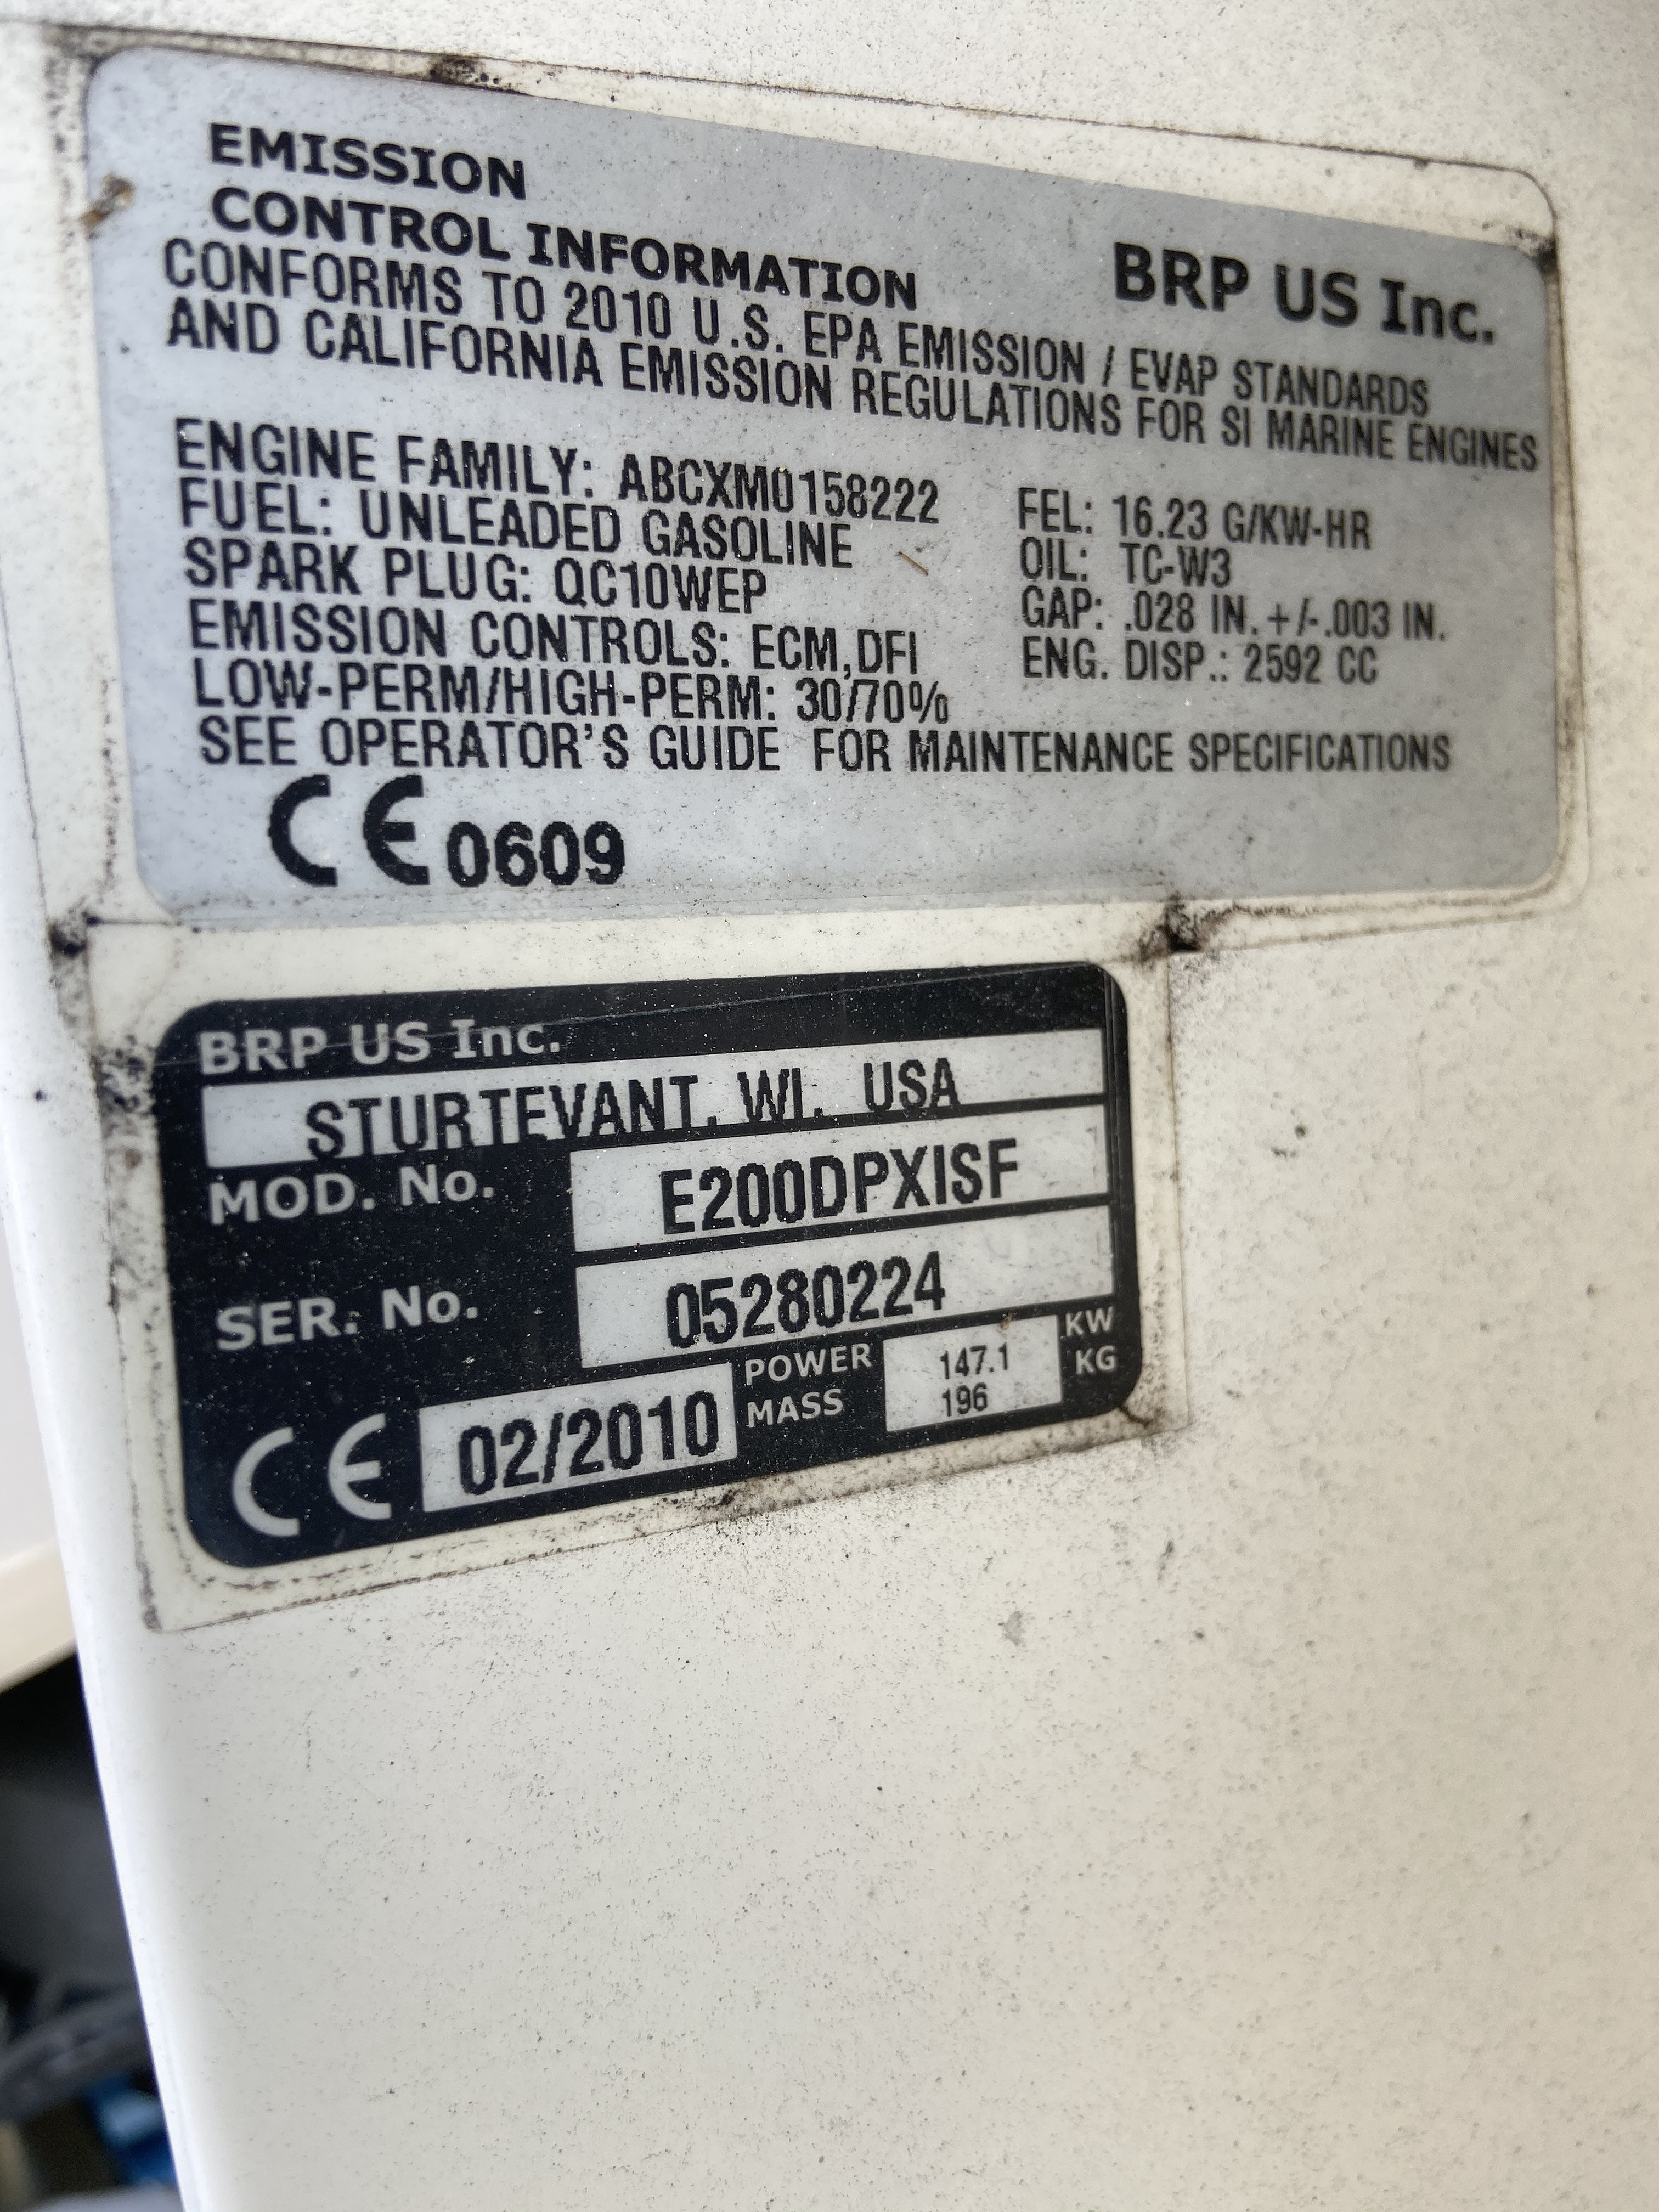 EMISSION
CONTROL INFORMATION
BRP US Inc.
CONFORMS TO 2010 U.S. EPA EMISSION / EVAP STANDARDS
AND CALIFORNIA EMISSION REGULATIONS FOR SI MARINE ENGINES
ENGINE FAMILY: ABCXM0158222 FEL: 16.23 G/KW-HR
FUEL: UNLEADED GASOLINE OIL: TC-W3
SPARK PLUG: QC10WEP GAP: .028 IN.+/-.003 IN.
EMISSION CONTROLS: ECM,DFI ENG. DISP.: 2592 CC
LOW-PERM/HIGH-PERM: 30/70%
SEE OPERATOR'S GUIDE FOR MAINTENANCE SPECIFICATIONS
CE 0609
BRP US Inc.
STURTEVANT, WI. USA
MOD. No. E200DPXISF
SER. No. 05280224
CE 02/2010 POWER 147.1 KW
MASS 196 KG